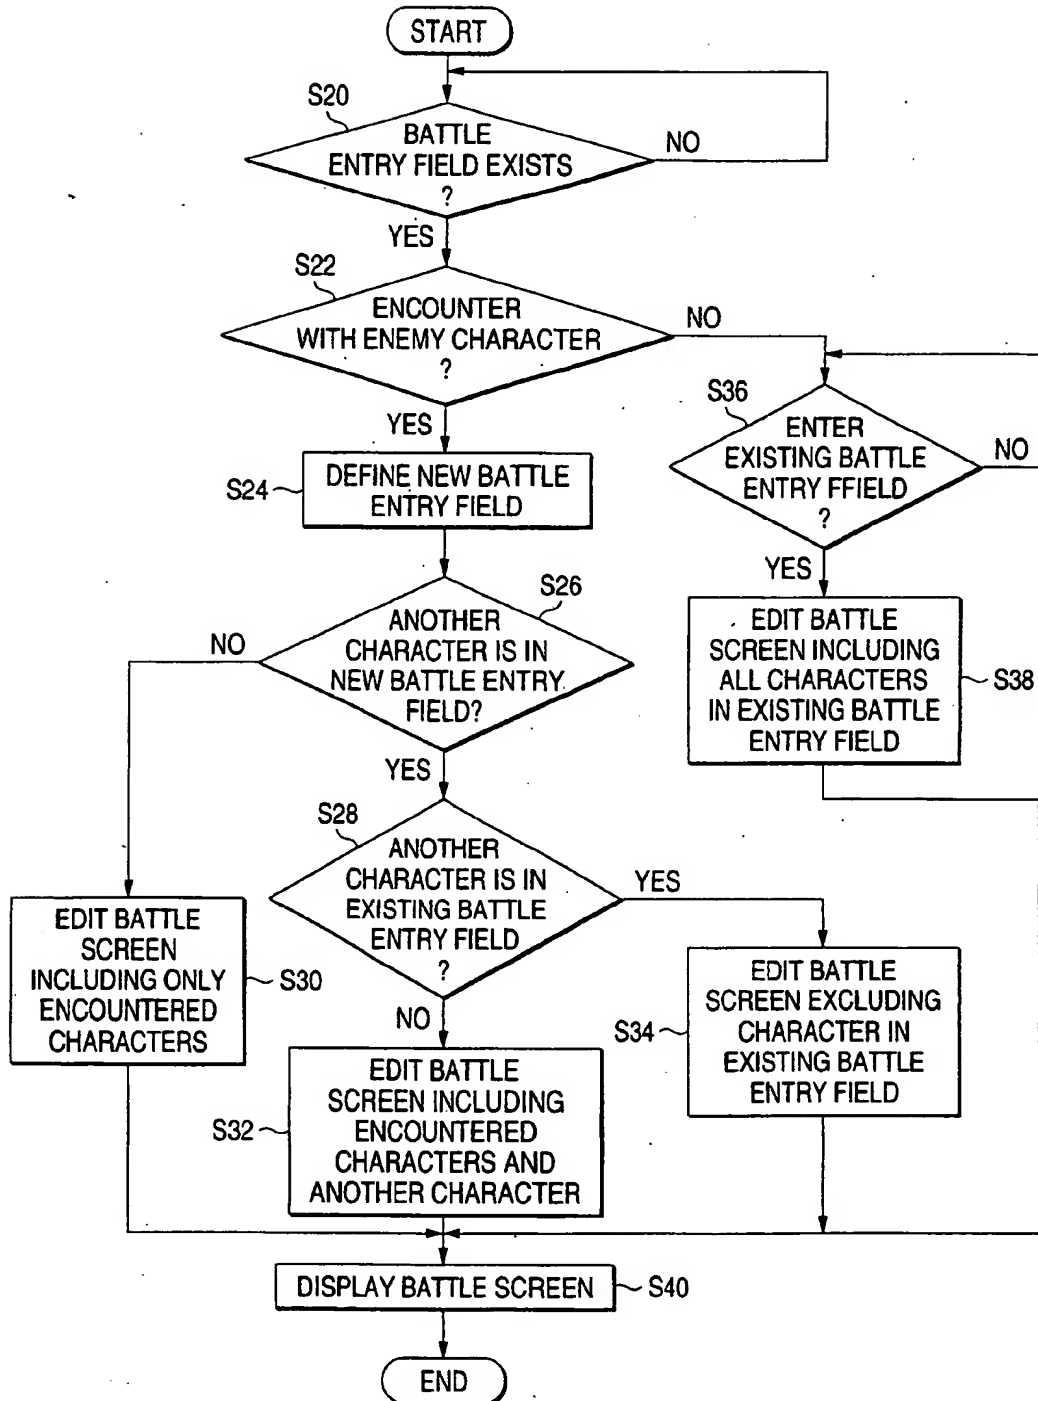 START
S20
BATTLE
ENTRY FIELD EXISTS
?
NO
YES
S22
ENCOUNTER
WITH ENEMY CHARACTER
?
NO
YES
S36
ENTER
EXISTING BATTLE
ENTRY FFIELD
?
NO
YES
S24
DEFINE NEW BATTLE
ENTRY FIELD
S26
ANOTHER
CHARACTER IS IN
NEW BATTLE ENTRY
FIELD?
NO
YES
EDIT BATTLE
SCREEN INCLUDING
ALL CHARACTERS
IN EXISTING BATTLE
ENTRY FIELD
S38
S28
ANOTHER
CHARACTER IS IN
EXISTING BATTLE
ENTRY FIELD
?
YES
NO
EDIT BATTLE
SCREEN
INCLUDING ONLY
ENCOUNTERED
CHARACTERS
S30
S34
EDIT BATTLE
SCREEN EXCLUDING
CHARACTER IN
EXISTING BATTLE
ENTRY FIELD
S32
EDIT BATTLE
SCREEN INCLUDING
ENCOUNTERED
CHARACTERS AND
ANOTHER CHARACTER
DISPLAY BATTLE SCREEN
S40
END